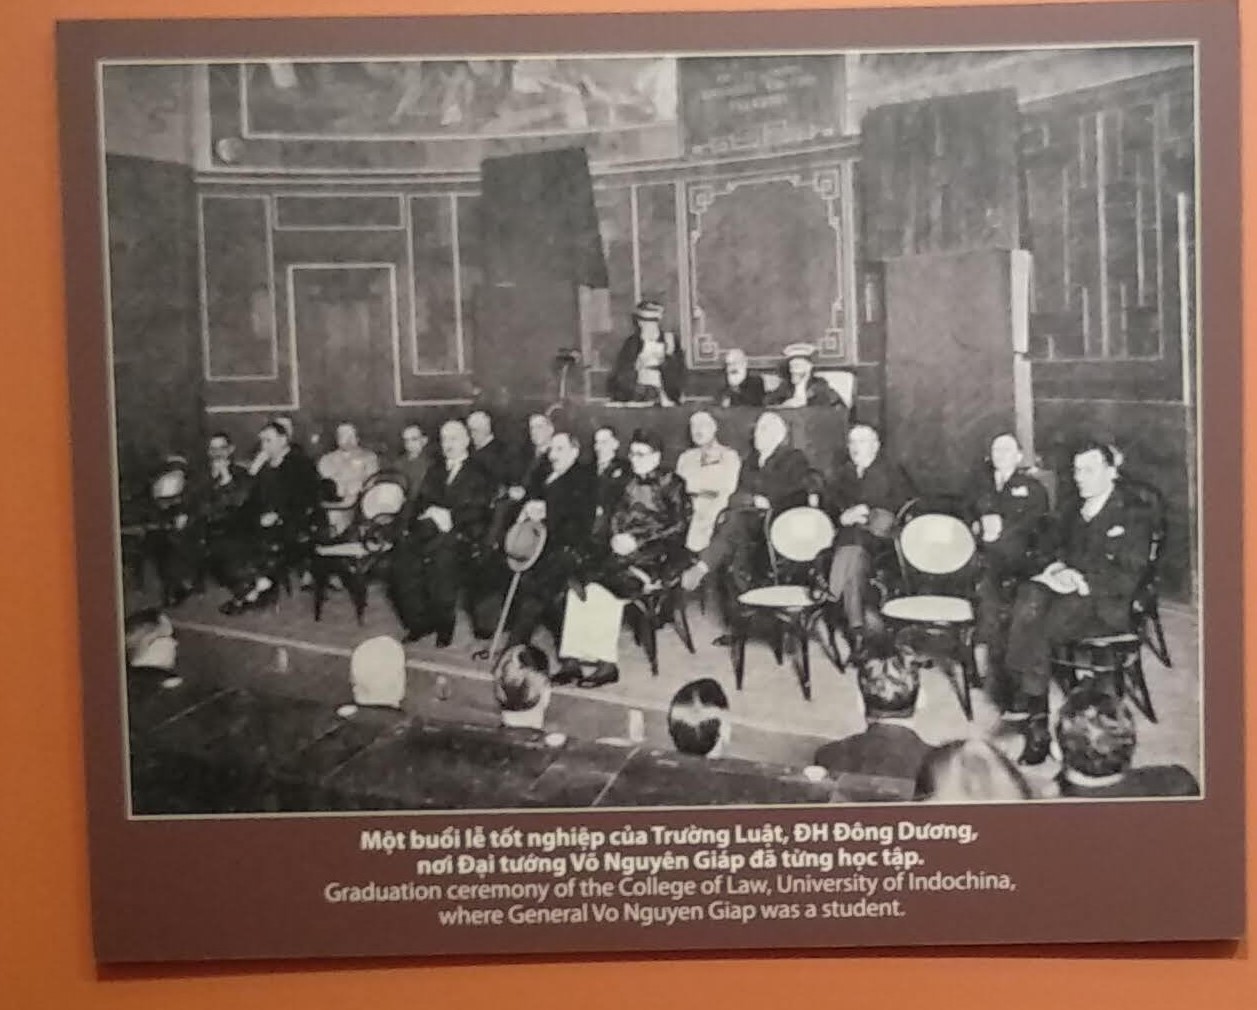 Một buổi lễ tốt nghiệp của Trường Luật, ĐH Đông Dương,
nơi Đại tướng Võ Nguyên Giáp đã từng học tập.
Graduation ceremony of the College of Law, University of Indochina,
where General Vo Nguyen Giap was a student.